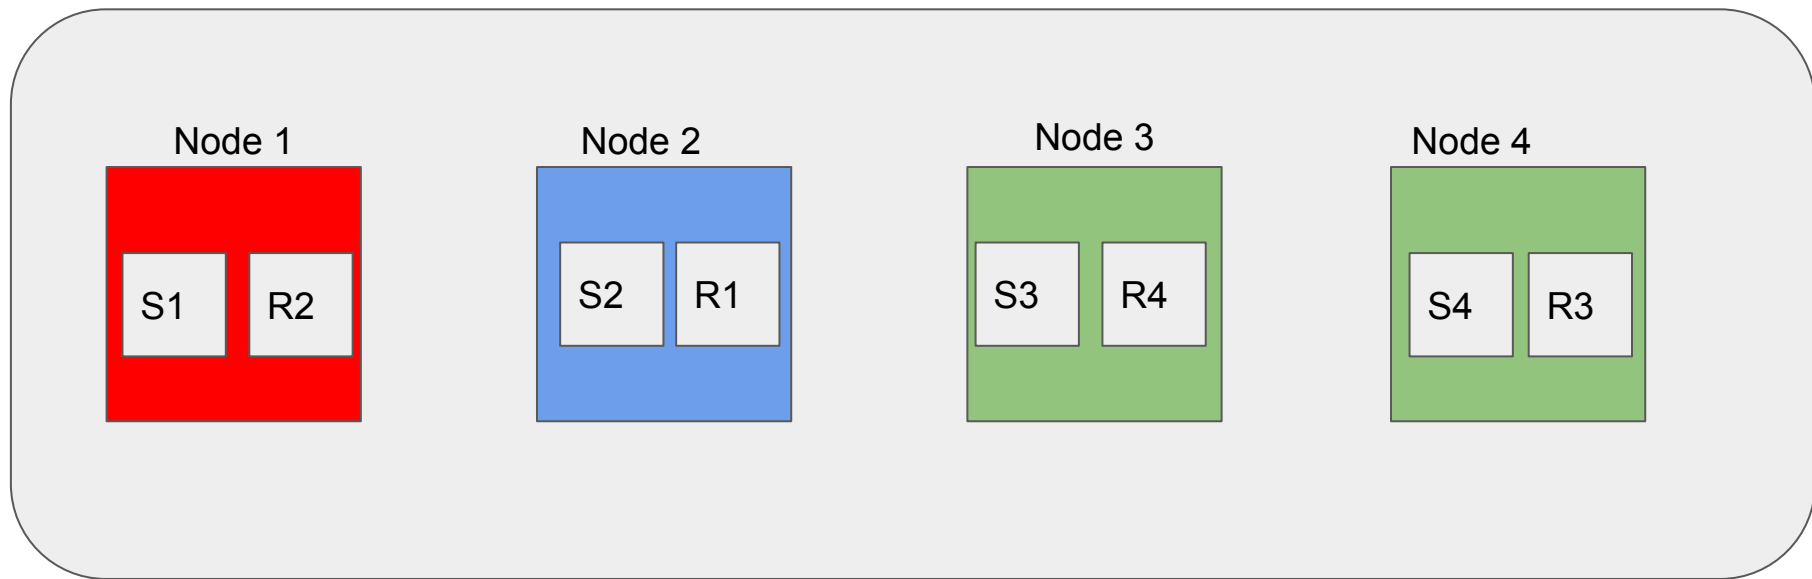 Node 1
Node 2
Node 3
Node 4
S1
R2
S2
R1
S3
R4
S4
R3